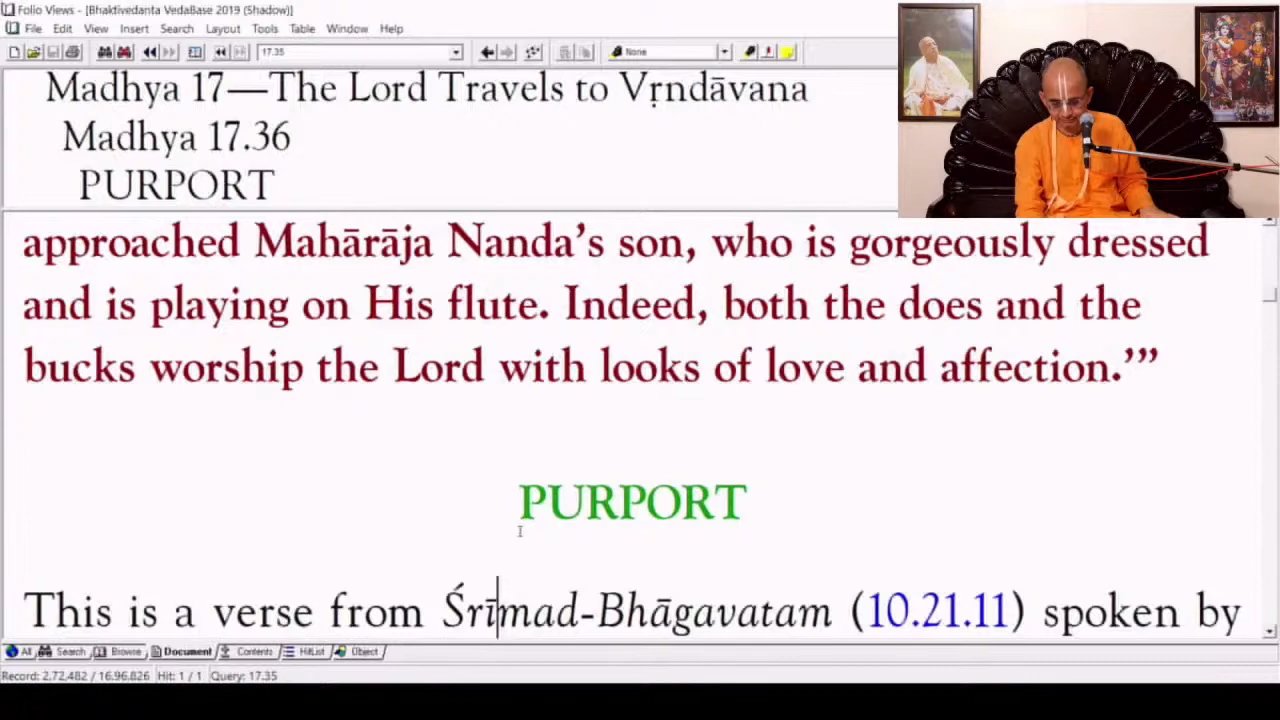 Folio Views - [Bhaktivedanta VedaBase 2019 (Shadow)]
File Edit View Insert Search Layout Tools Table Window Help
17.35 None
Madhya 17—The Lord Travels to Vṛndāvana
Madhya 17.36
PURPORT
approached Mahārāja Nanda’s son, who is gorgeously dressed
and is playing on His flute. Indeed, both the does and the
bucks worship the Lord with looks of love and affection.’”
PURPORT
This is a verse from Śrīmad-Bhāgavatam (10.21.11) spoken by
All Search Browse Document Contents HitList Object
Record: 2,72,482 / 16,96,826 Hit: 1 / 1 Query: 17.35